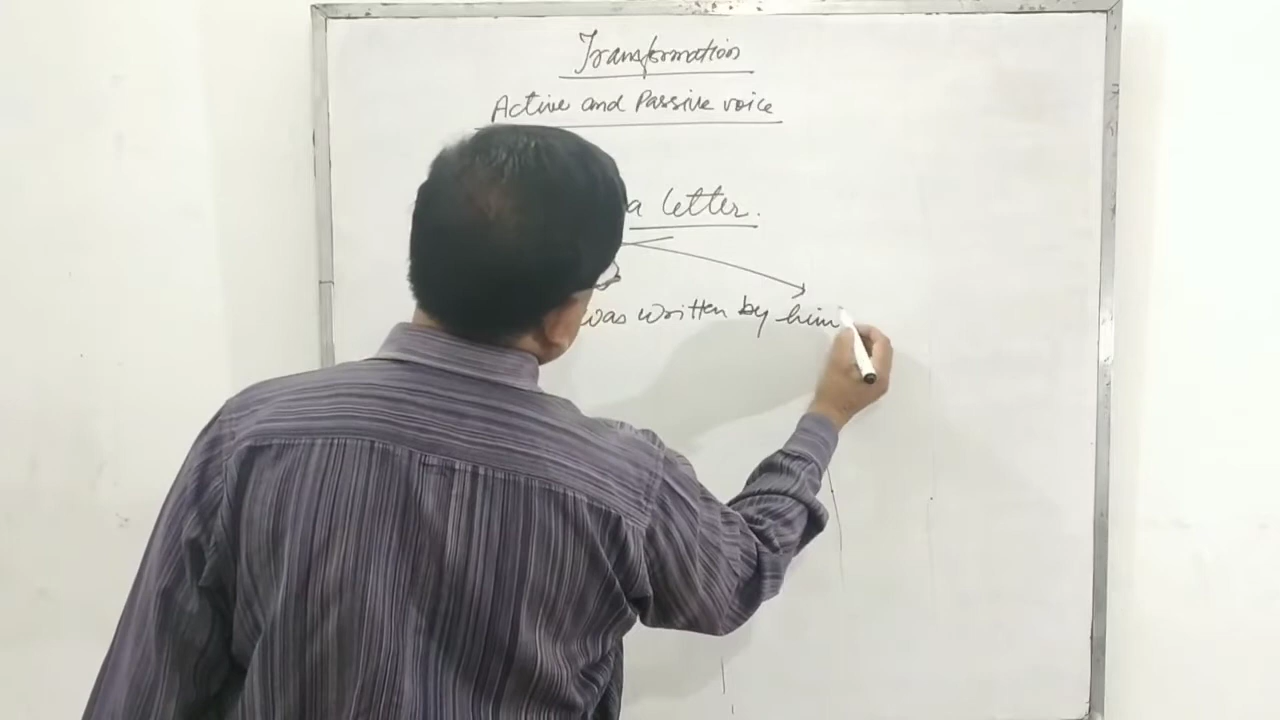 Transformation
Active and Passive voice
a letter.
was written by him